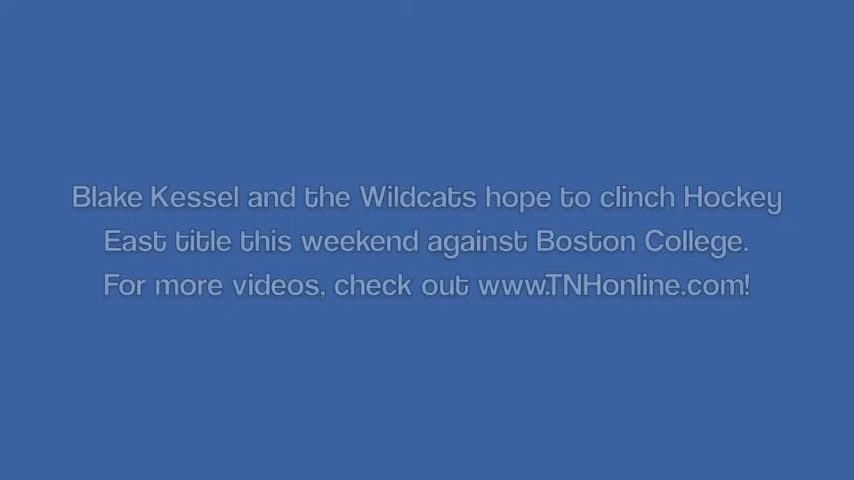 Blake Kessel and the Wildcats hope to clinch Hockey
East title this weekend against Boston College.
For more videos, check out www.TNHonline.com!